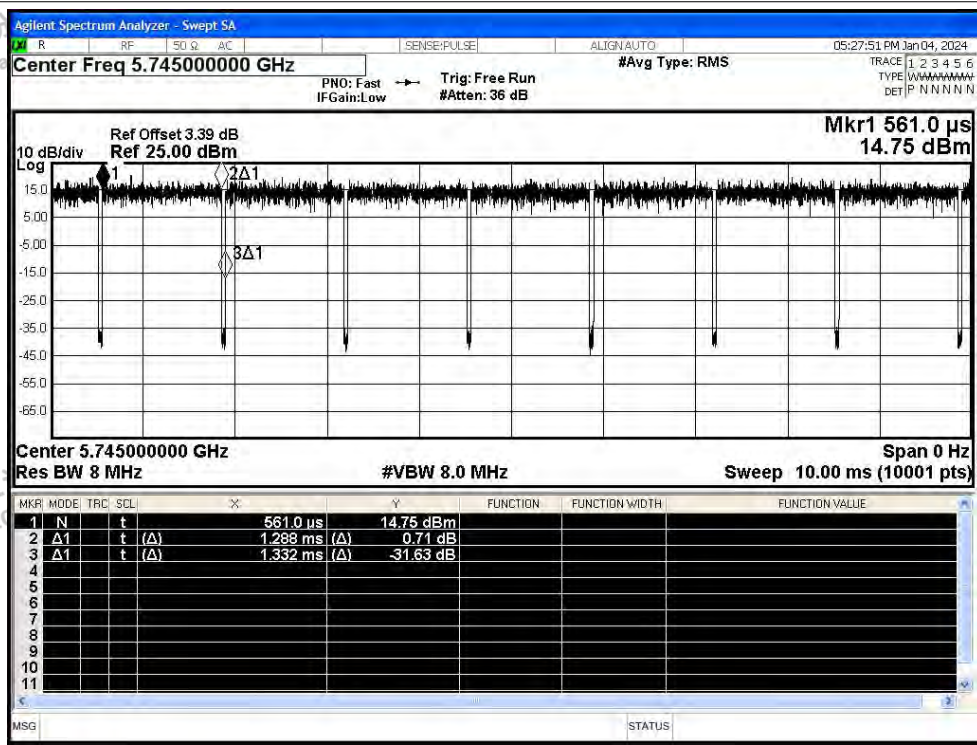 Agilent Spectrum Analyzer - Swept SA
R RF 50 Ω AC SENSE:PULSE ALIGN AUTO 05:27:51 PM Jan 04, 2024
Center Freq 5.745000000 GHz #Avg Type: RMS TRACE 1 2 3 4 5 6
PNO: Fast Trig: Free Run TYPE WWWWWW
IFGain:Low #Atten: 36 dB DET P N N N N N
Mkr1 561.0 µs
14.75 dBm
Ref Offset 3.39 dB
10 dB/div Ref 25.00 dBm
Log
1 2Δ1
15.0
5.00
-5.00
3Δ1
-15.0
-25.0
-35.0
-45.0
-55.0
-65.0
Center 5.745000000 GHz Span 0 Hz
Res BW 8 MHz #VBW 8.0 MHz Sweep 10.00 ms (10001 pts)
MKR MODE TRC SCL X Y FUNCTION FUNCTION WIDTH FUNCTION VALUE
1 N t 561.0 µs 14.75 dBm
2 Δ1 t (Δ) 1.288 ms (Δ) 0.71 dB
3 Δ1 t (Δ) 1.332 ms (Δ) -31.63 dB
4
5
6
7
8
9
10
11
MSG STATUS